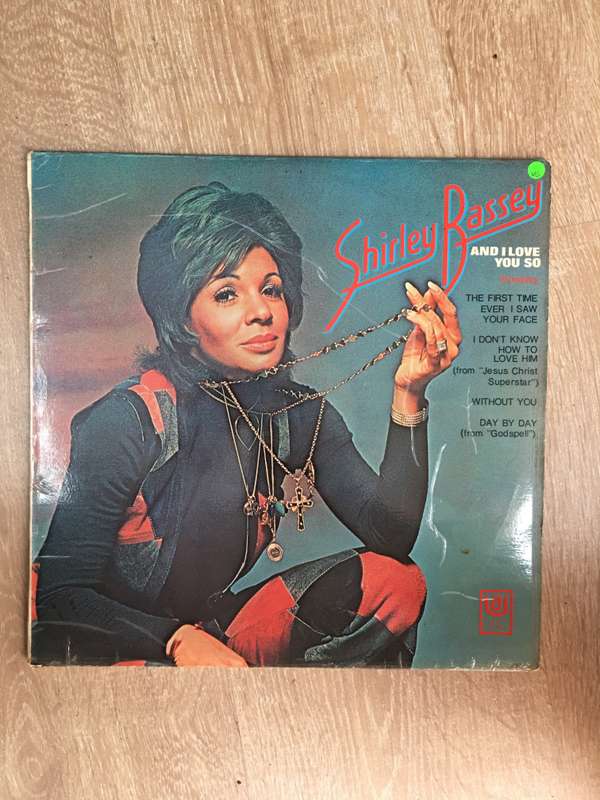 Shirley Bassey
AND I LOVE
YOU SO
THE FIRST TIME
EVER I SAW
YOUR FACE
I DON'T KNOW
HOW TO
LOVE HIM
(from "Jesus Christ
Superstar")
WITHOUT YOU
DAY BY DAY
(from "Godspell")